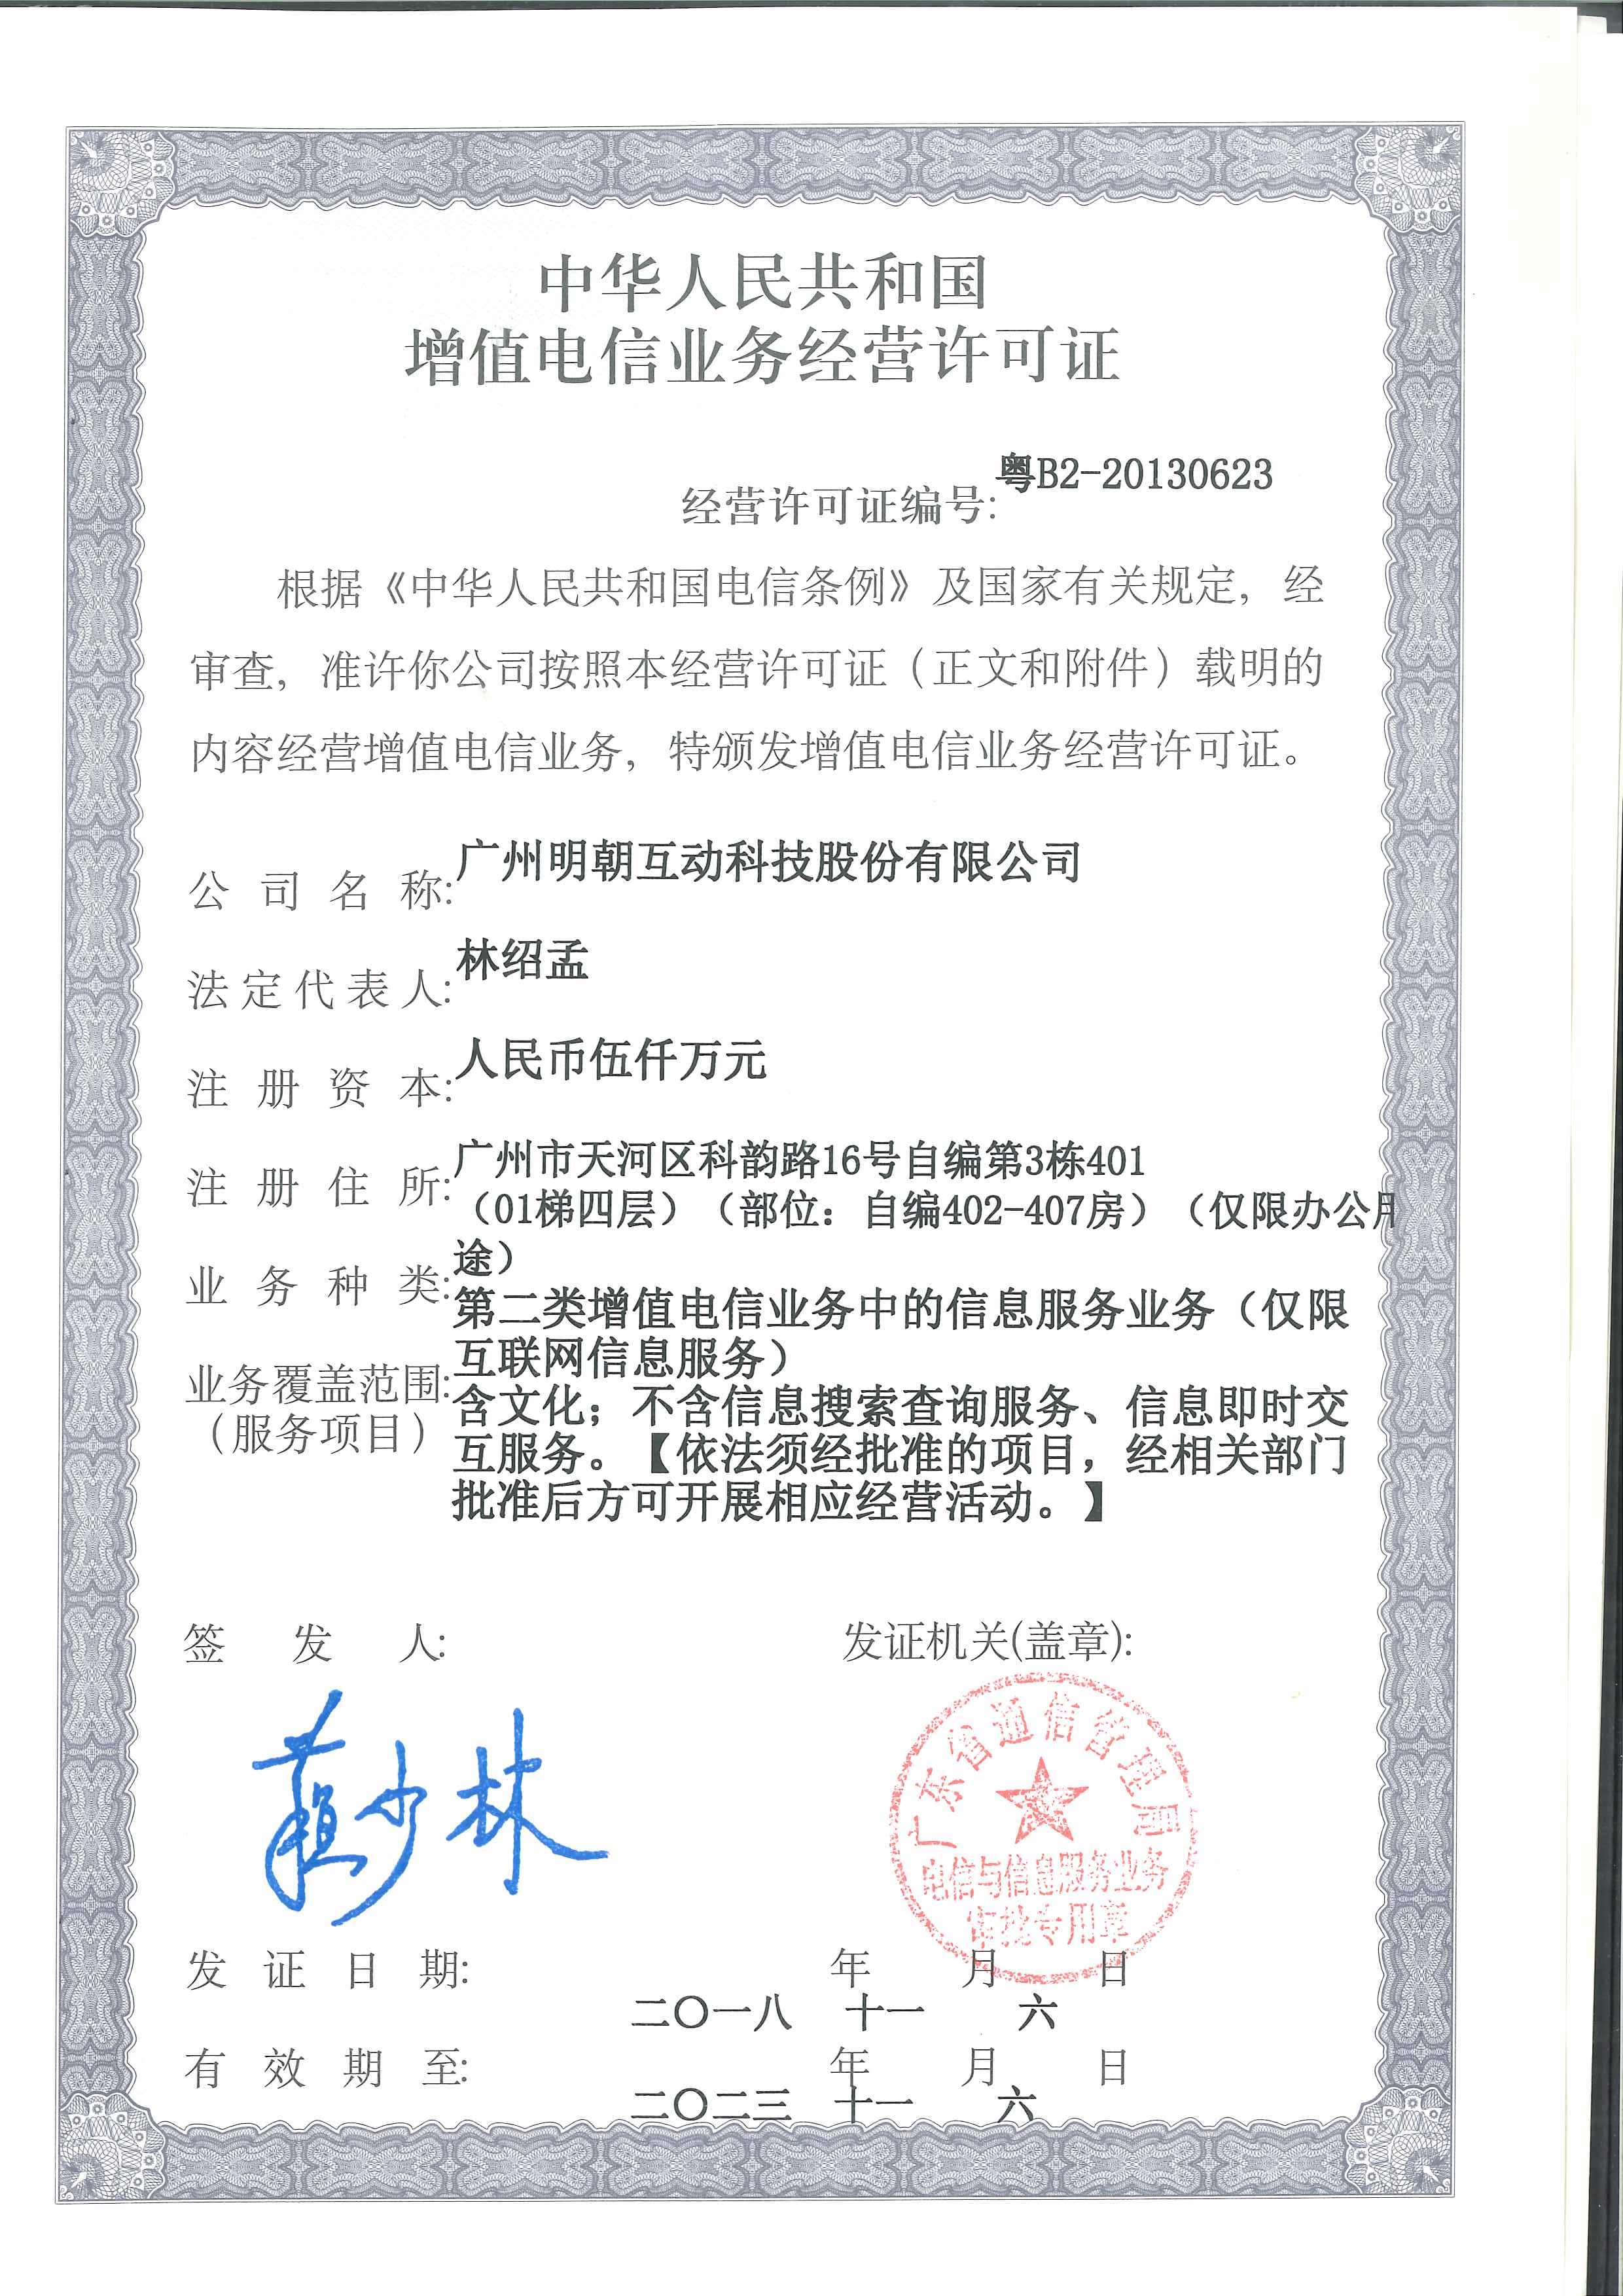 中华人民共和国
增值电信业务经营许可证
粤B2-20130623
经营许可证编号:
根据《中华人民共和国电信条例》及国家有关规定，经
审查，准许你公司按照本经营许可证（正文和附件）载明的
内容经营增值电信业务，特颁发增值电信业务经营许可证。
公司名称:广州明朝互动科技股份有限公司
法定代表人:林绍孟
注册资本:人民币伍仟万元
注册住所:广州市天河区科韵路16号自编第3栋401
（01梯四层）（部位：自编402-407房）（仅限办公用
途）
业务种类:
第二类增值电信业务中的信息服务业务（仅限
互联网信息服务）
业务覆盖范围:
（服务项目）
含文化；不含信息搜索查询服务、信息即时交
互服务。【依法须经批准的项目，经相关部门
批准后方可开展相应经营活动。】
签发人:
发证机关(盖章):
苏少林
广东省通信管理局
电信与信息服务业务
审批专用章
发证日期: 年 月 日
二〇一八 十一 六
有效期至: 年 月 日
二〇二三 十一 六